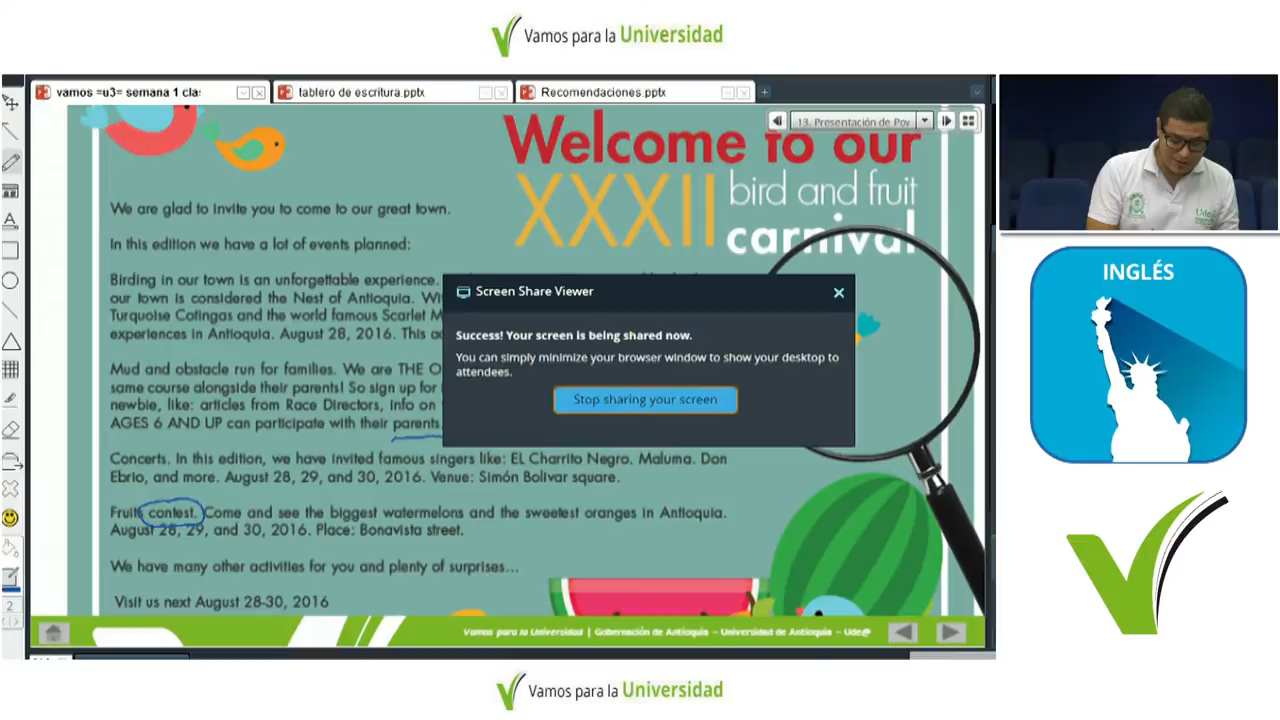 Vamos para la Universidad
vamos =u3= semana 1 cla:
tablero de escritura.pptx
Recomendaciones.pptx
13. Presentación de Pov
Welcome to our
XXXII bird and fruit
carnival
We are glad to invite you to come to our great town.
In this edition we have a lot of events planned:
Birding in our town is an unforgettable experience.
our town is considered the Nest of Antioquia. Wi
Turquoise Cotingas and the world famous Scarlet M
experiences in Antioquia. August 28, 2016. This ac
Mud and obstacle run for families. We are THE O
same course alongside their parents! So sign up for
newbie, like: articles from Race Directors, Info on
AGES 6 AND UP can participate with their parents.
Concerts. In this edition, we have invited famous singers like: EL Charrito Negro. Maluma. Don
Ebrio, and more. August 28, 29, and 30, 2016. Venue: Simón Bolivar square.
Fruit contest. Come and see the biggest watermelons and the sweetest oranges in Antioquia.
August 28, 29, and 30, 2016. Place: Bonavista street.
We have many other activities for you and plenty of surprises...
Visit us next August 28-30, 2016
Screen Share Viewer
Success! Your screen is being shared now.
You can simply minimize your browser window to show your desktop to
attendees.
Stop sharing your screen
2
Vamos para la Universidad | Gobernación de Antioquia – Universidad de Antioquia – Ude@
INGLÉS
Vamos para la Universidad